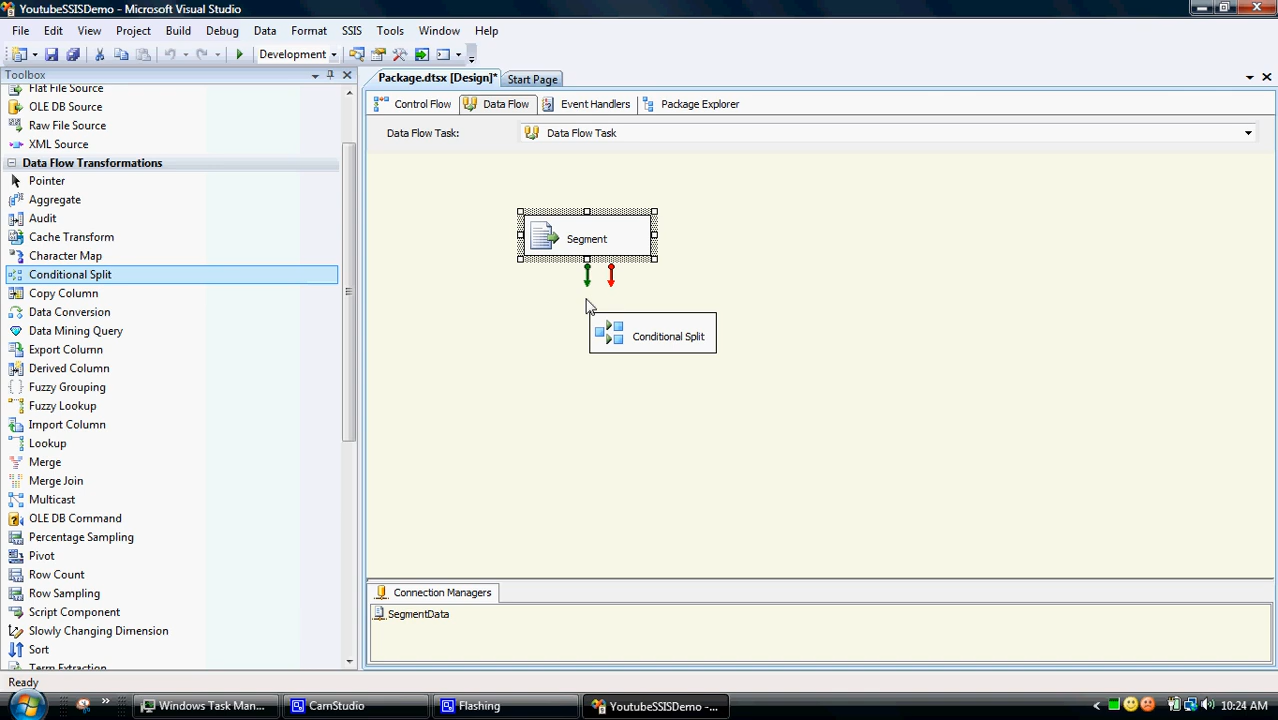 YoutubeSSISDemo - Microsoft Visual Studio
File Edit View Project Build Debug Data Format SSIS Tools Window Help
Development
Toolbox
Package.dtsx [Design]* Start Page
Flat File Source
OLE DB Source
Raw File Source
XML Source
Data Flow Transformations
Pointer
Aggregate
Audit
Cache Transform
Character Map
Conditional Split
Copy Column
Data Conversion
Data Mining Query
Export Column
Derived Column
Fuzzy Grouping
Fuzzy Lookup
Import Column
Lookup
Merge
Merge Join
Multicast
OLE DB Command
Percentage Sampling
Pivot
Row Count
Row Sampling
Script Component
Slowly Changing Dimension
Sort
Term Extraction
Control Flow Data Flow Event Handlers Package Explorer
Data Flow Task: Data Flow Task
Segment
Conditional Split
Connection Managers
SegmentData
Ready
Windows Task Man... CamStudio Flashing YoutubeSSISDemo -... 10:24 AM